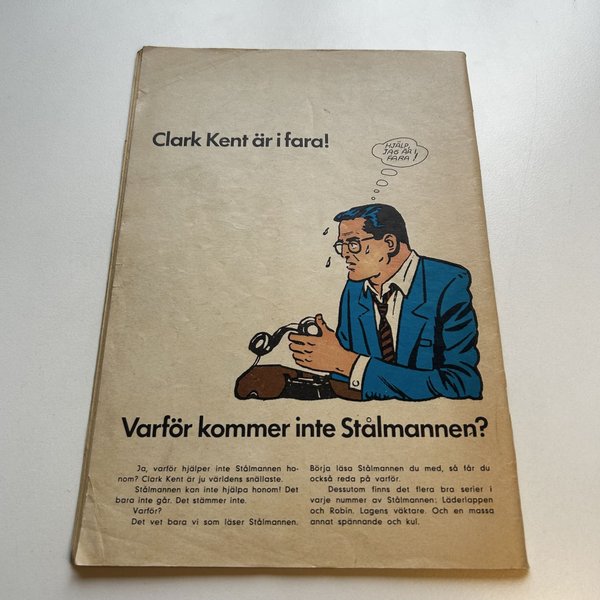 Clark Kent är i fara!
HJÄLP,
JAG ÄR I
FARA!
Varför kommer inte Stålmannen?
Ja, varför hjälper inte Stålmannen ho-
nom? Clark Kent är ju världens snällaste.
Stålmannen kan inte hjälpa honom! Det
bara inte går. Det stämmer inte.
Varför?
Det vet bara vi som läser Stålmannen.
Börja läsa Stålmannen du med, så får du
också reda på varför.
Dessutom finns det flera bra serier i
varje nummer av Stålmannen: Läderlappen
och Robin. Lagens väktare. Och en massa
annat spännande och kul.